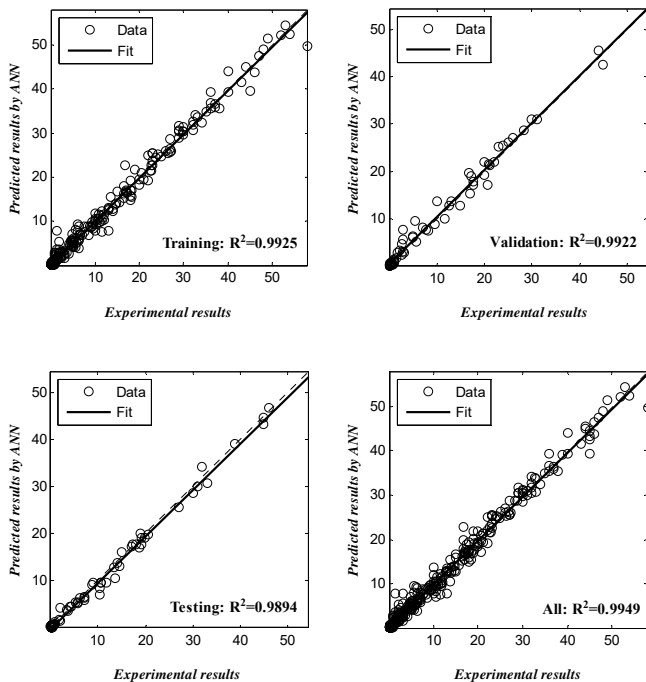 50
40
30
20
10
10 20 30 40 50
Data
Fit
Training: R²=0.9925
Predicted results by ANN
Experimental results
50
40
30
20
10
10 20 30 40 50
Data
Fit
Validation: R²=0.9922
Predicted results by ANN
Experimental results
50
40
30
20
10
10 20 30 40 50
Data
Fit
Testing: R²=0.9894
Predicted results by ANN
Experimental results
50
40
30
20
10
10 20 30 40 50
Data
Fit
All: R²=0.9949
Predicted results by ANN
Experimental results